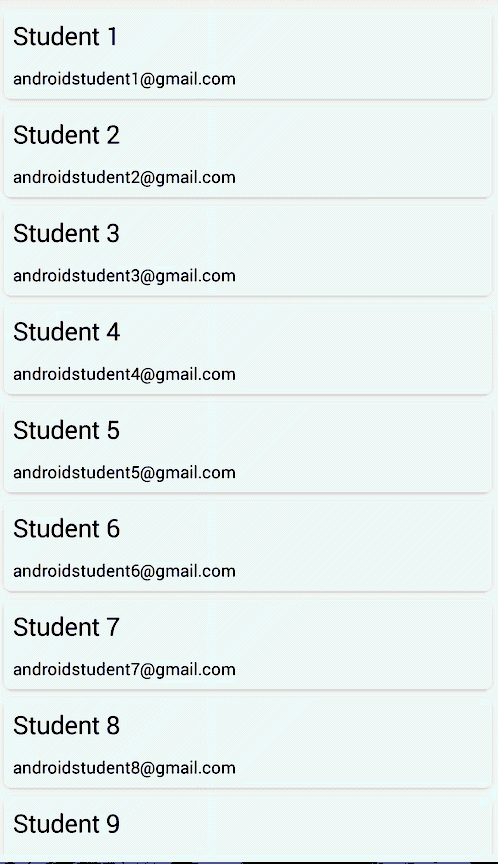 Student 1
androidstudent1@gmail.com
Student 2
androidstudent2@gmail.com
Student 3
androidstudent3@gmail.com
Student 4
androidstudent4@gmail.com
Student 5
androidstudent5@gmail.com
Student 6
androidstudent6@gmail.com
Student 7
androidstudent7@gmail.com
Student 8
androidstudent8@gmail.com
Student 9